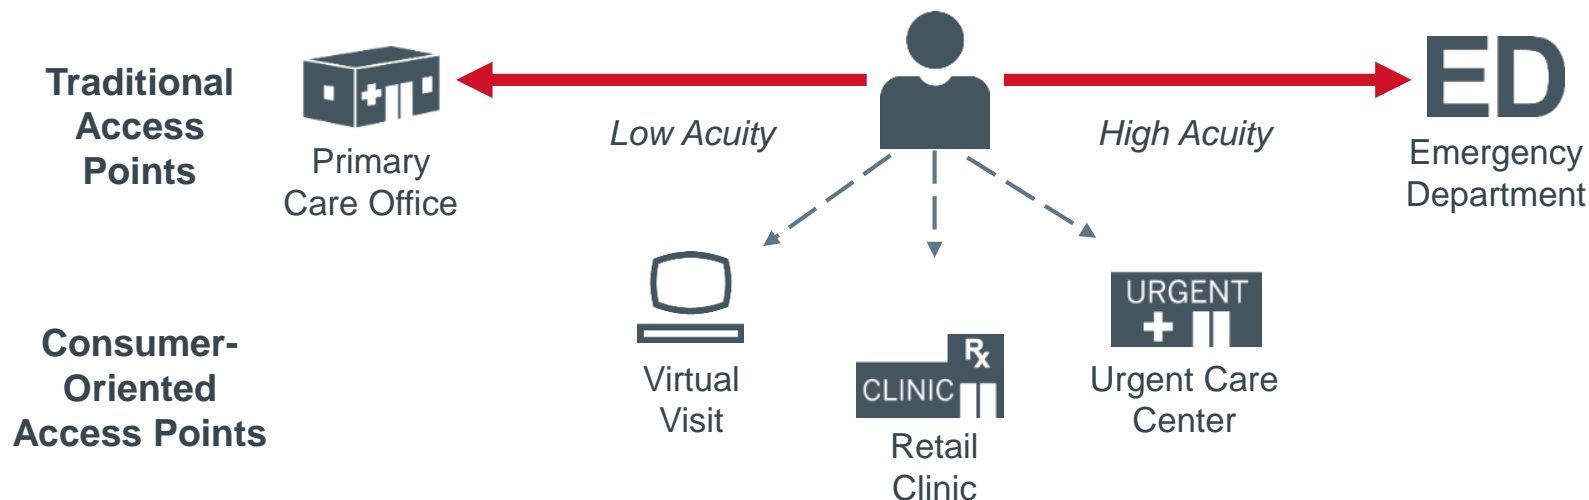 Traditional
Access
Points
Primary
Care Office
Low Acuity
High Acuity
ED
Emergency
Department
Consumer-
Oriented
Access Points
Virtual
Visit
CLINIC
Rx
Retail
Clinic
URGENT
Urgent Care
Center